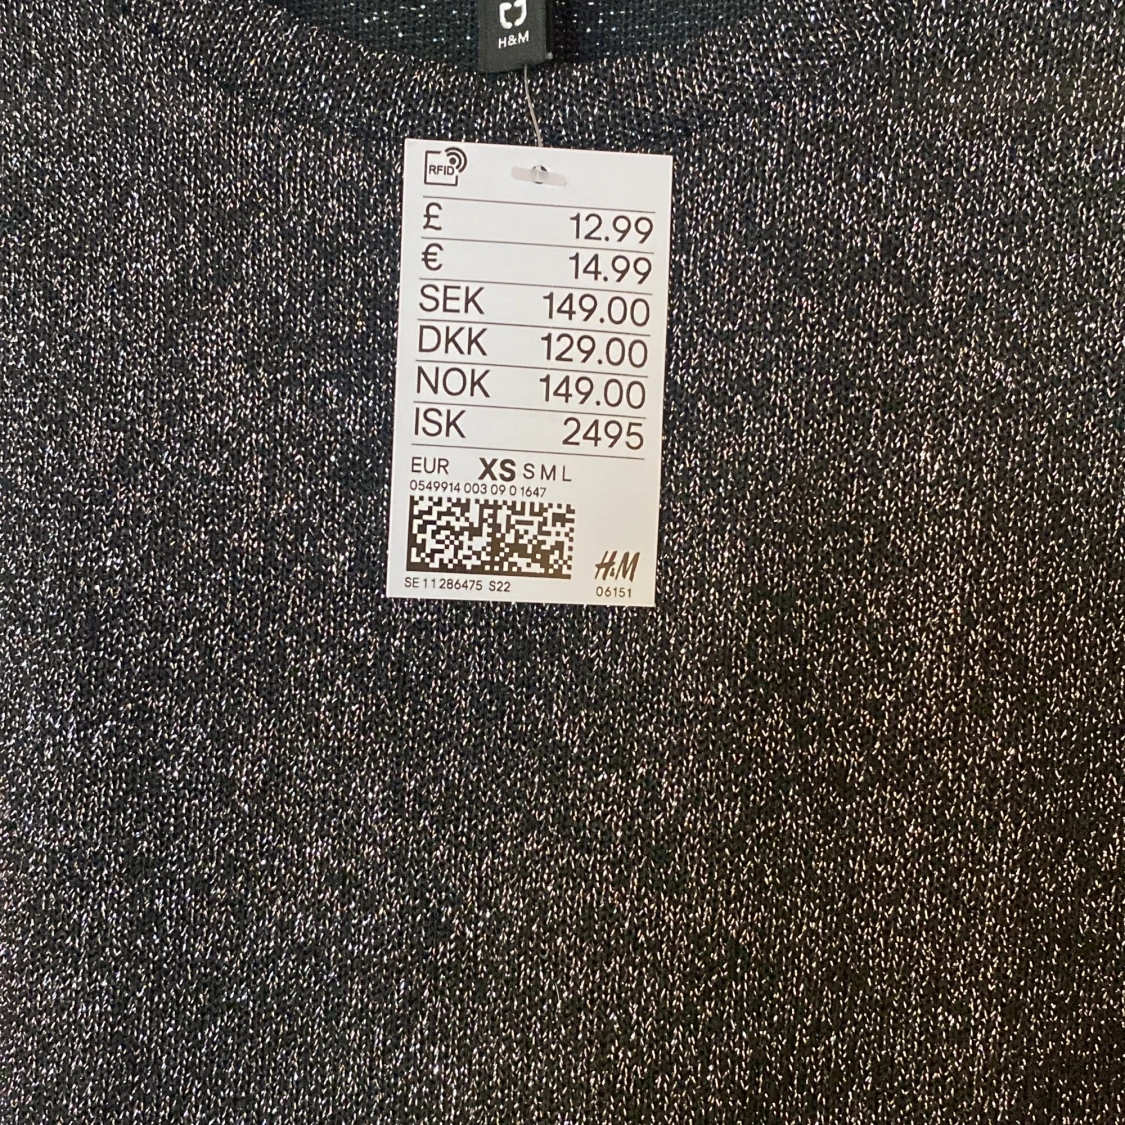 H&M
RFID
£ 12.99
€ 14.99
SEK 149.00
DKK 129.00
NOK 149.00
ISK 2495
EUR XS S M L
0549914 003 09 0 1647
H&M
SE 11 286475 S22 06151